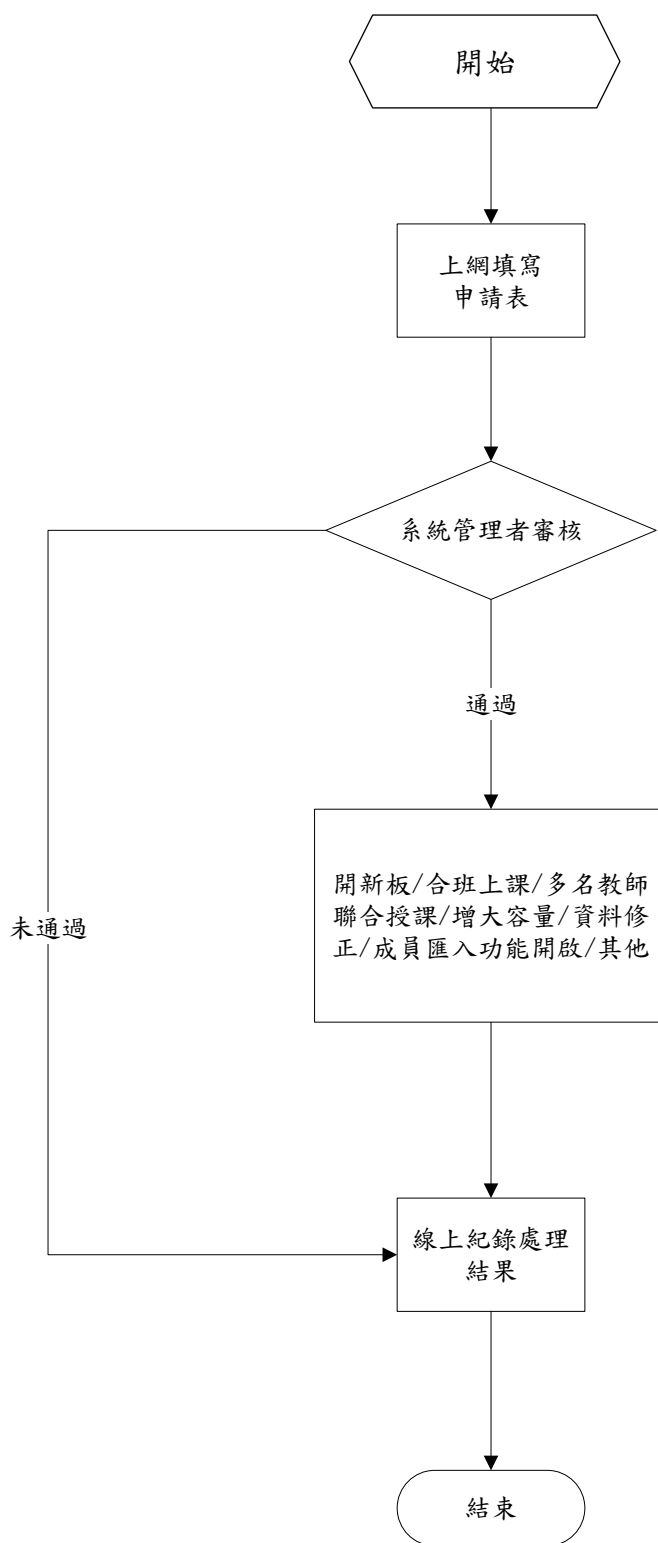 開始
上網填寫
申請表
系統管理者審核
通過
開新板/合班上課/多名教師
聯合授課/增大容量/資料修
正/成員匯入功能開啟/其他
未通過
線上紀錄處理
結果
結束